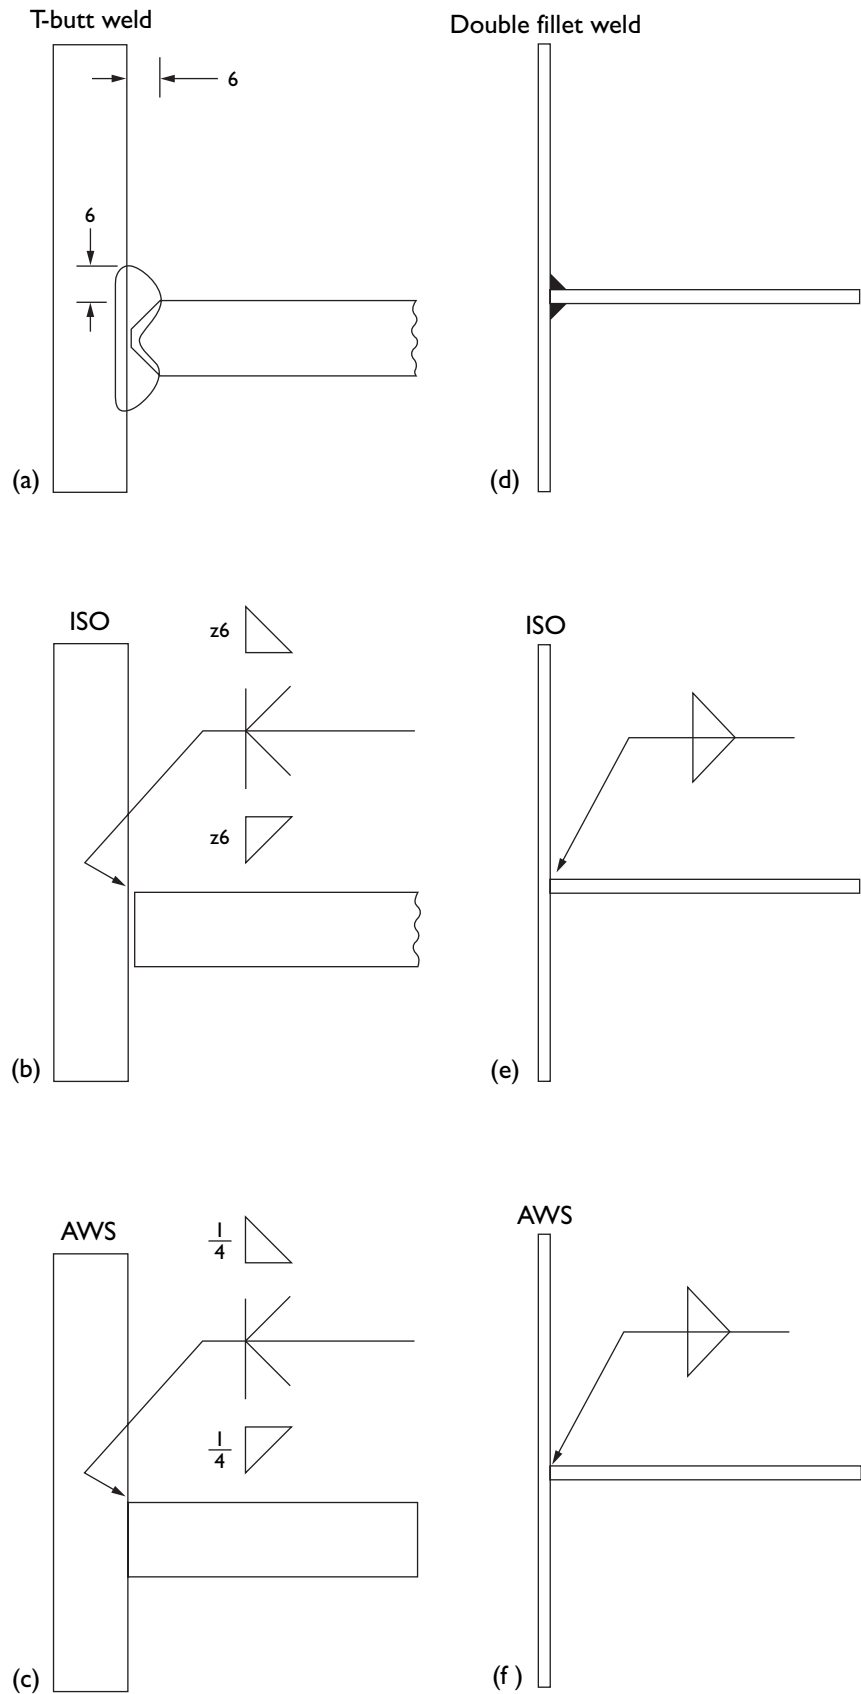 T-butt weld
Double fillet weld
6
6
(a)
(d)
ISO
z6
z6
(b)
ISO
(e)
AWS
1/4
1/4
(c)
AWS
(f )